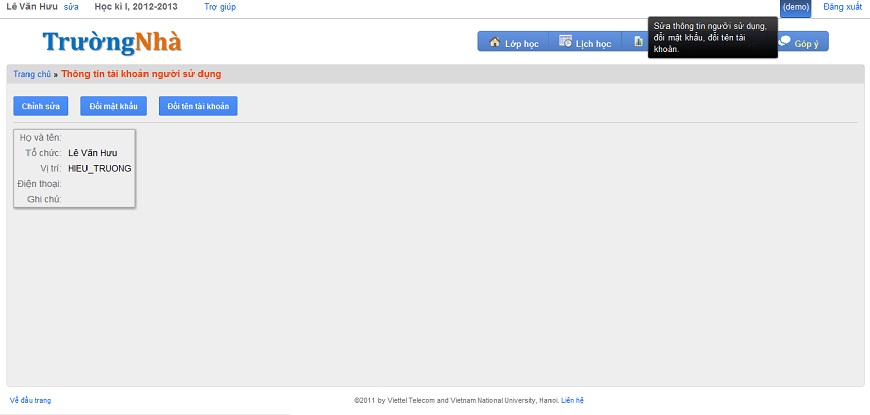 Lê Văn Hưu sửa Học kì I, 2012-2013 Trợ giúp (demo) Đăng xuất
TrườngNhà
Lớp học Lịch học Góp ý
Sửa thông tin người sử dụng,
đổi mật khẩu, đổi tên tài
khoản.
Trang chủ » Thông tin tài khoản người sử dụng
Chỉnh sửa Đổi mật khẩu Đổi tên tài khoản
Họ và tên:
Tổ chức: Lê Văn Hưu
Vị trí: HIEU_TRUONG
Điện thoại:
Ghi chú:
Về đầu trang ©2011 by Viettel Telecom and Vietnam National University, Hanoi. Liên hệ